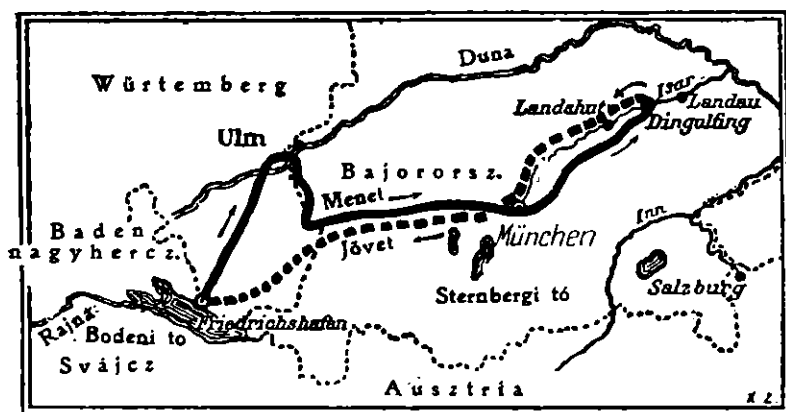 Duna
Würtemberg
Isar
Landshut
Landau
Dingolfing
Ulm
Bajororsz.
Menet
Baden
nagyhercz.
Inn
München
Jövet
Salzburg
Sternbergi tó
Friedrichshafen
Rajna
Bodeni to
Svájcz
Ausztria